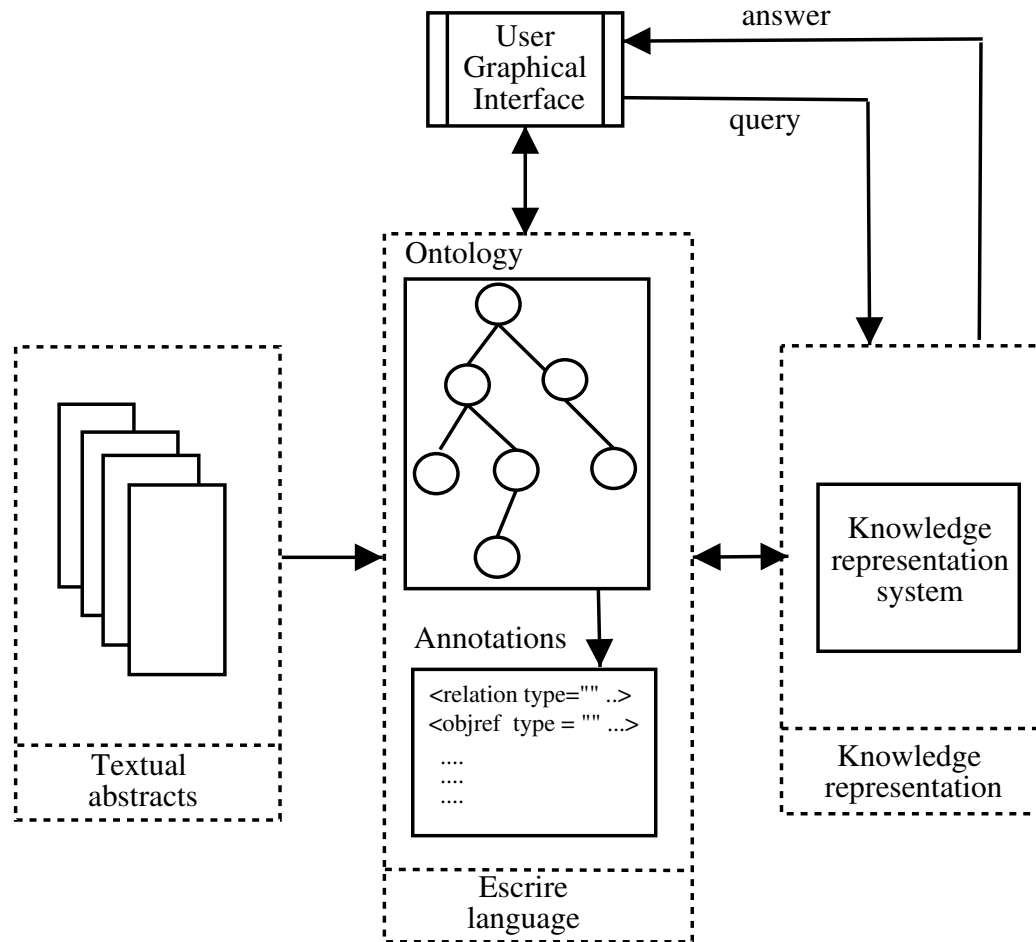 answer
User
Graphical
Interface
query
Ontology
Knowledge
representation
system
Annotations
<relation type="" ..>
<objref  type = "" ...>
....
....
....
Textual
abstracts
Knowledge
representation
Escrire
language